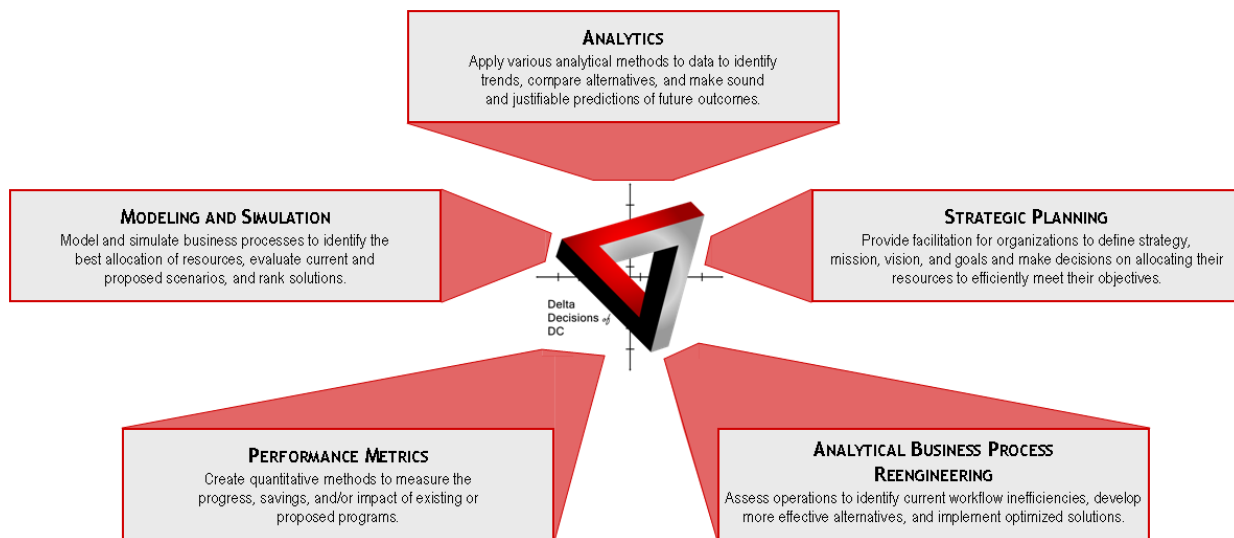 ANALYTICS
Apply various analytical methods to data to identify
trends, compare alternatives, and make sound
and justifiable predictions of future outcomes.
MODELING AND SIMULATION
Model and simulate business processes to identify the
best allocation of resources, evaluate current and
proposed scenarios, and rank solutions.
STRATEGIC PLANNING
Provide facilitation for organizations to define strategy,
mission, vision, and goals and make decisions on allocating their
resources to efficiently meet their objectives.
Delta
Decisions of
DC
PERFORMANCE METRICS
Create quantitative methods to measure the
progress, savings, and/or impact of existing or
proposed programs.
ANALYTICAL BUSINESS PROCESS
REENGINEERING
Assess operations to identify current workflow inefficiencies, develop
more effective alternatives, and implement optimized solutions.